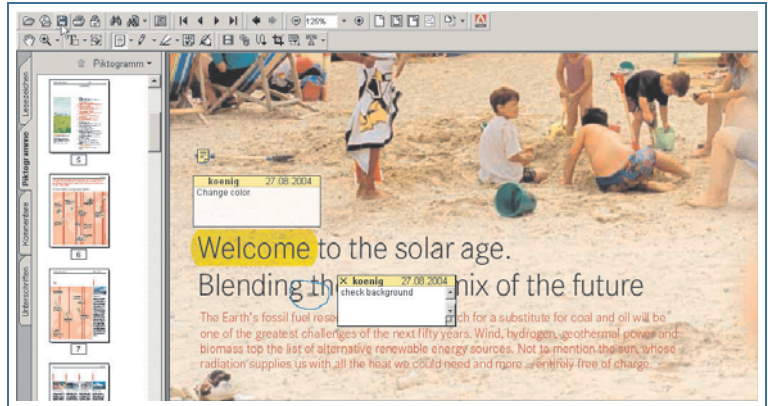 125%
Piktogramm
Lesezeichen
Piktogramme
Kommentare
Unterschriften
5
6
7
koenig 27.08.2004
Change color
Welcome to the solar age.
Blending th
koenig 27.08.2004
check background
nix of the future
The Earth's fossil fuel rese ch for a substitute for coal and oil will be
one of the greatest challenges of the next fifty years. Wind, hydrogen, geothermal power and
biomass top the list of alternative renewable energy sources. Not to mention the sun, whose
radiation supplies us with all the heat we could need and more – entirely free of charge.